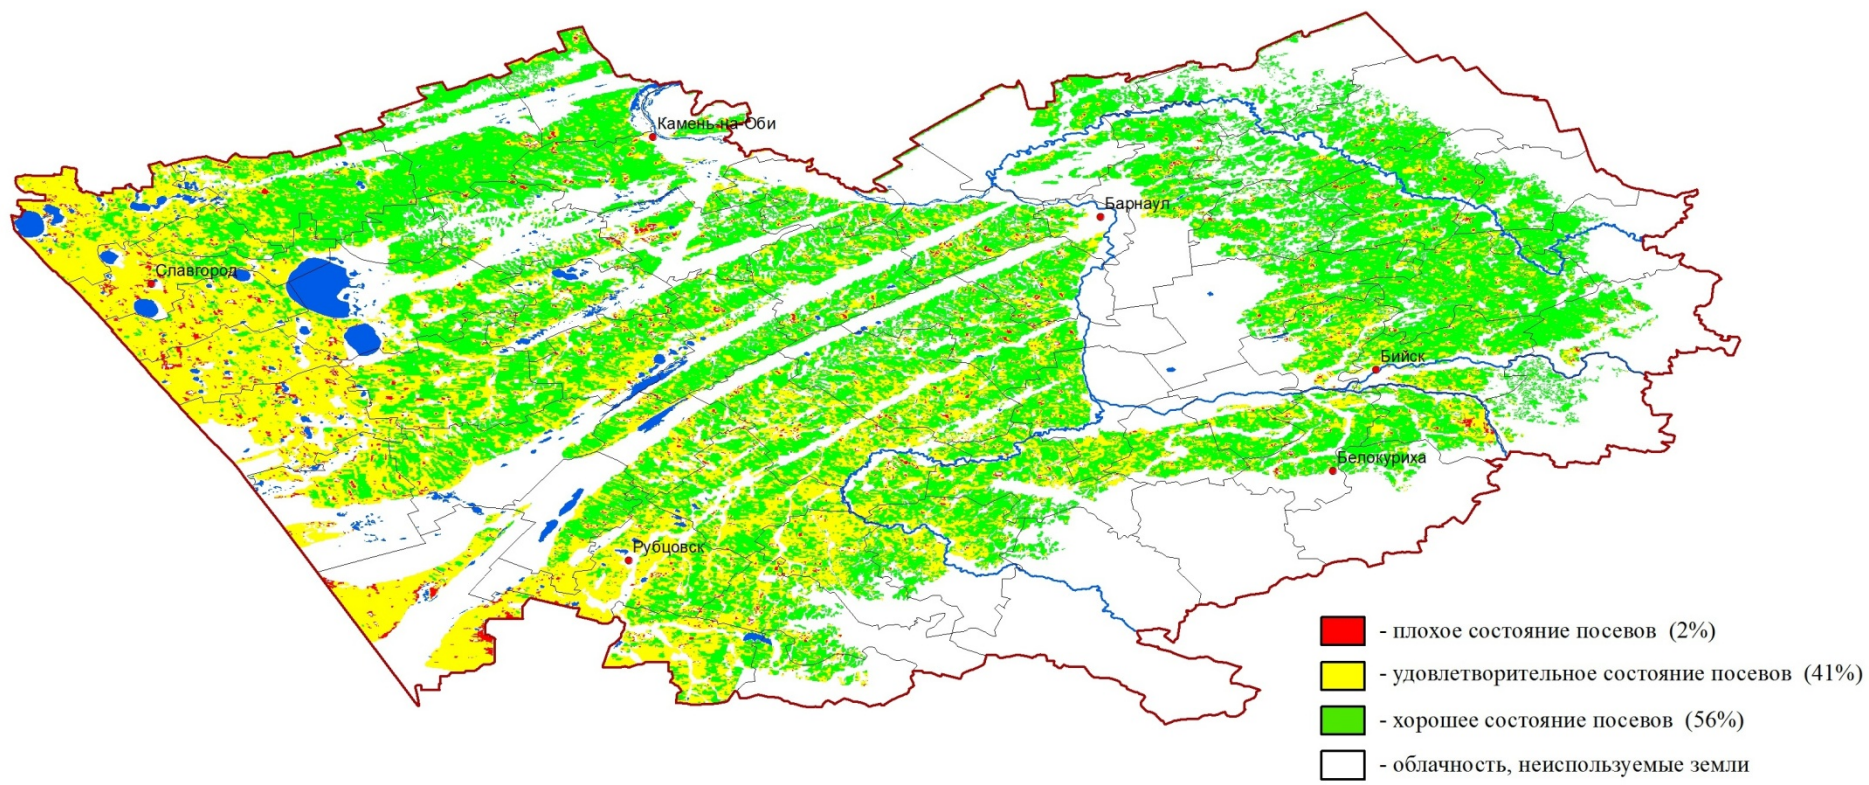 Камень-на-Оби
Барнаул
Славгород
Бийск
Белокуриха
Рубцовск
- плохое состояние посевов (2%)
- удовлетворительное состояние посевов (41%)
- хорошее состояние посевов (56%)
- облачность, неиспользуемые земли